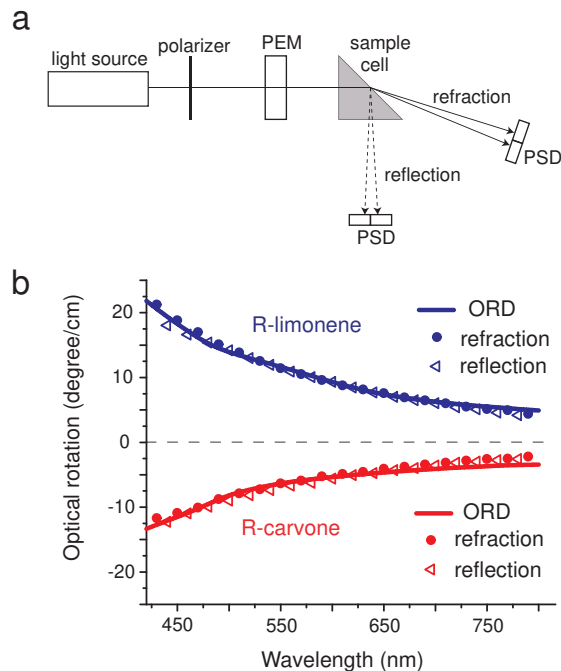 a
light source
polarizer
PEM
sample
cell
refraction
PSD
reflection
PSD
b
Optical rotation (degree/cm)
20
10
0
-10
-20
R-limonene
ORD
refraction
reflection
R-carvone
ORD
refraction
reflection
450
550
650
750
Wavelength (nm)